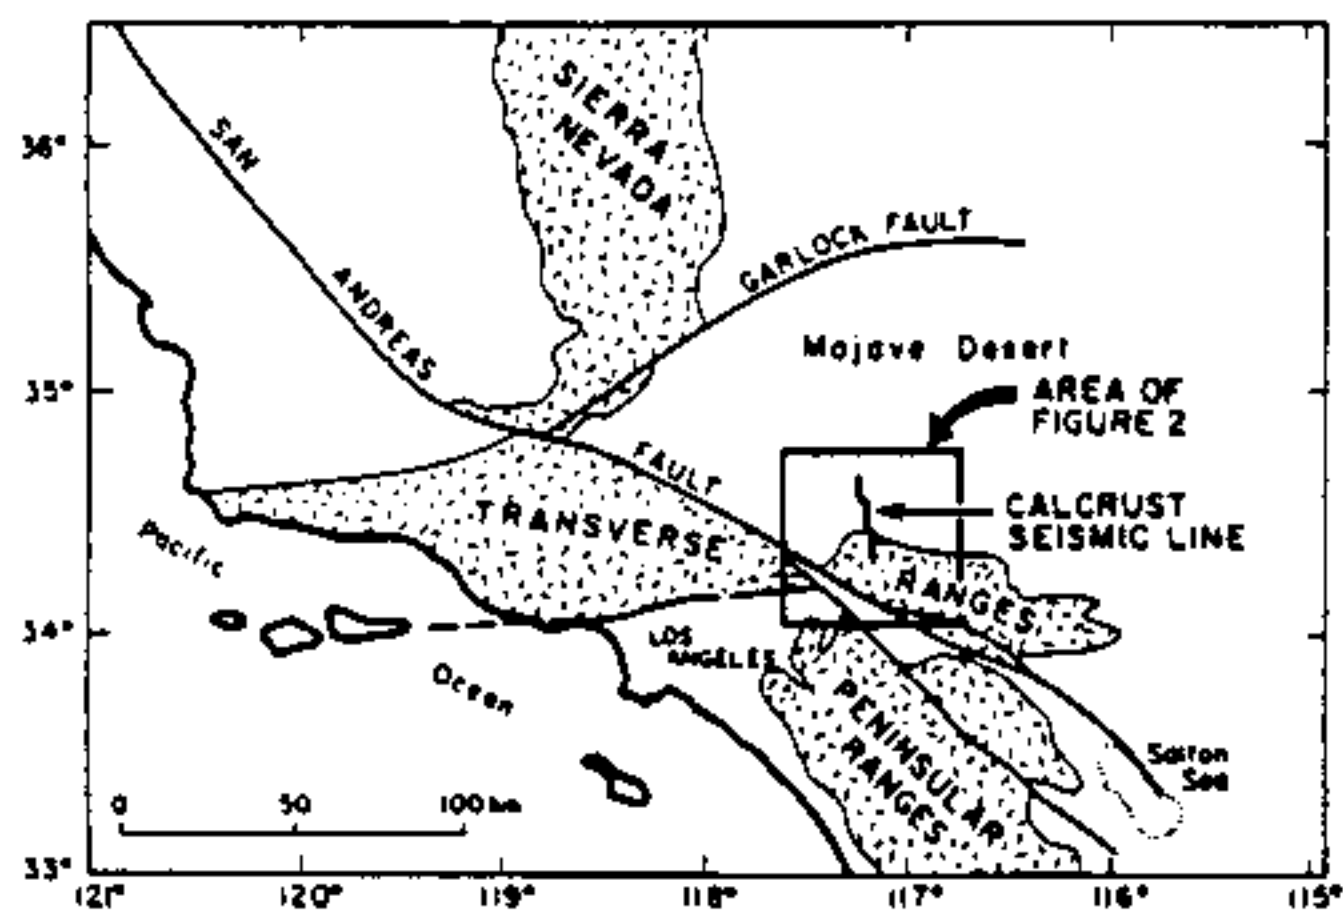 SIERRA
NEVADA
SAN
ANDREAS
FAULT
GARLOCK FAULT
Mojave Desert
AREA OF
FIGURE 2
CALCRUST
SEISMIC LINE
TRANSVERSE
RANGES
Pacific
Ocean
LOS
ANGELES
PENINSULAR
RANGES
Salton
Sea
0 50 100 km
36°
35°
34°
33°
121° 120° 119° 118° 117° 116° 115°